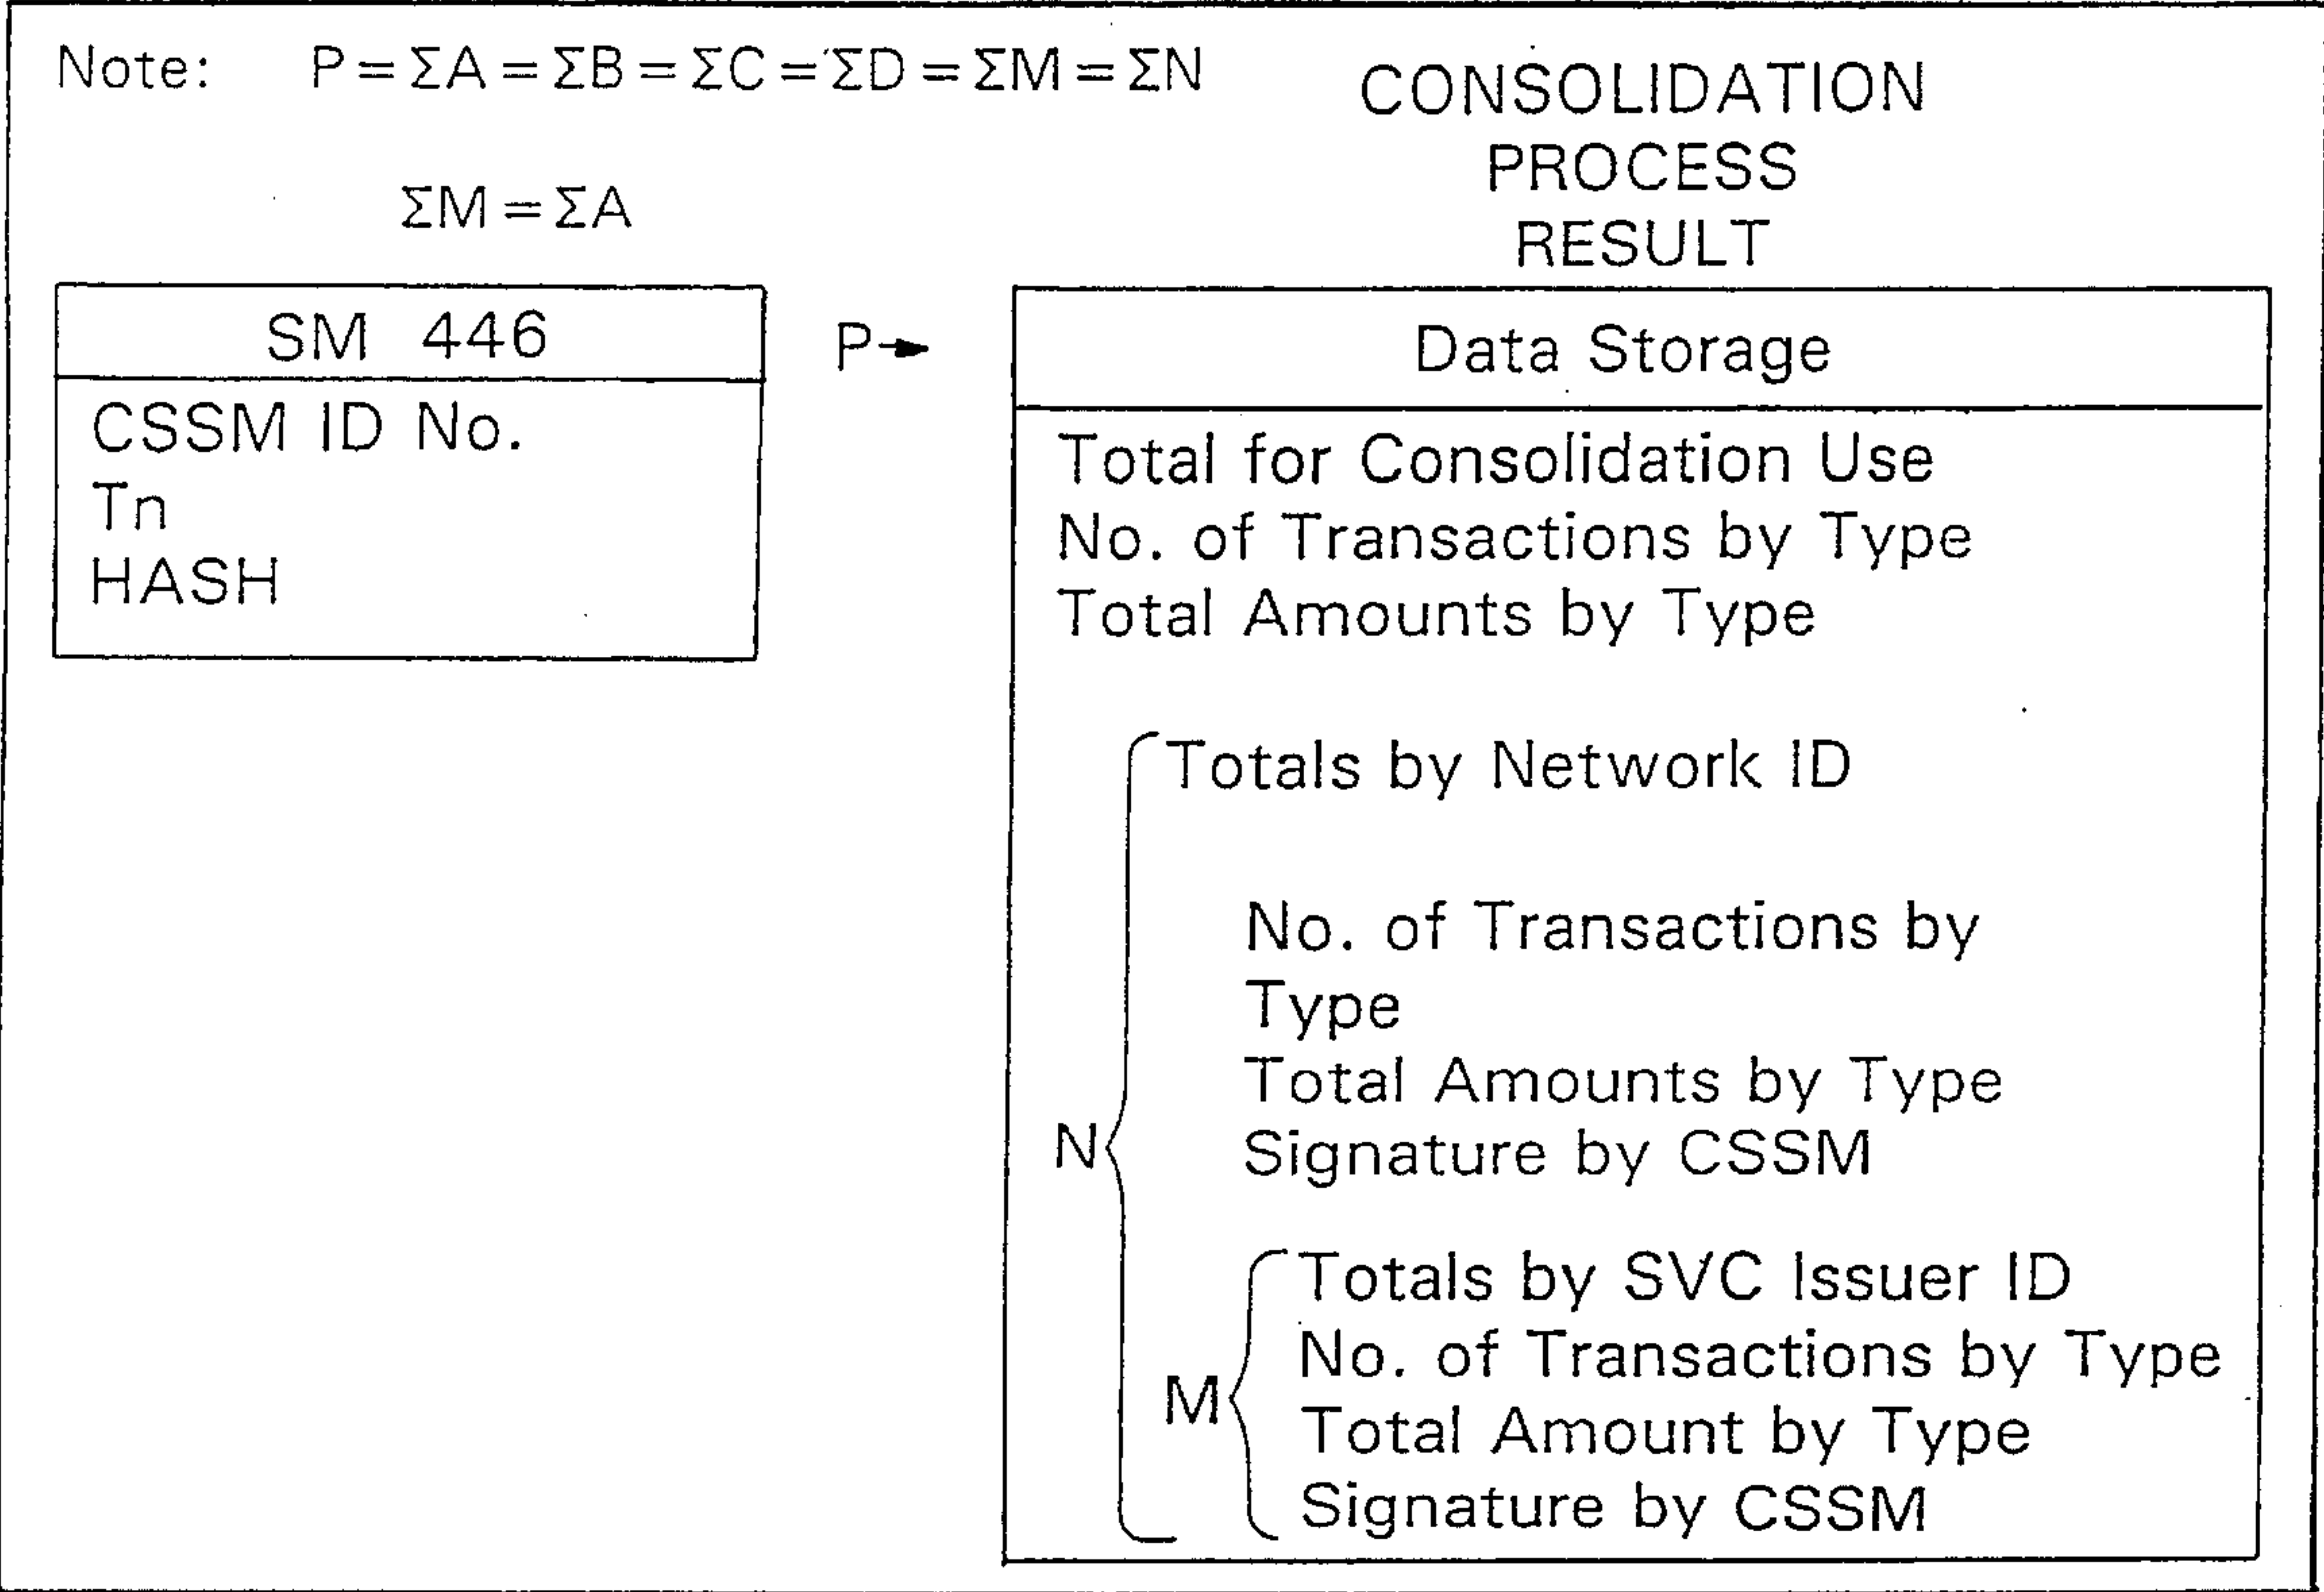 Note: P=ΣA=ΣB=ΣC=ΣD=ΣM=ΣN
ΣM=ΣA
CONSOLIDATION
PROCESS
RESULT
SM 446
CSSM ID No.
Tn
HASH
P→
Data Storage
Total for Consolidation Use
No. of Transactions by Type
Total Amounts by Type
Totals by Network ID
No. of Transactions by
Type
Total Amounts by Type
N
Signature by CSSM
Totals by SVC Issuer ID
No. of Transactions by Type
M
Total Amount by Type
Signature by CSSM